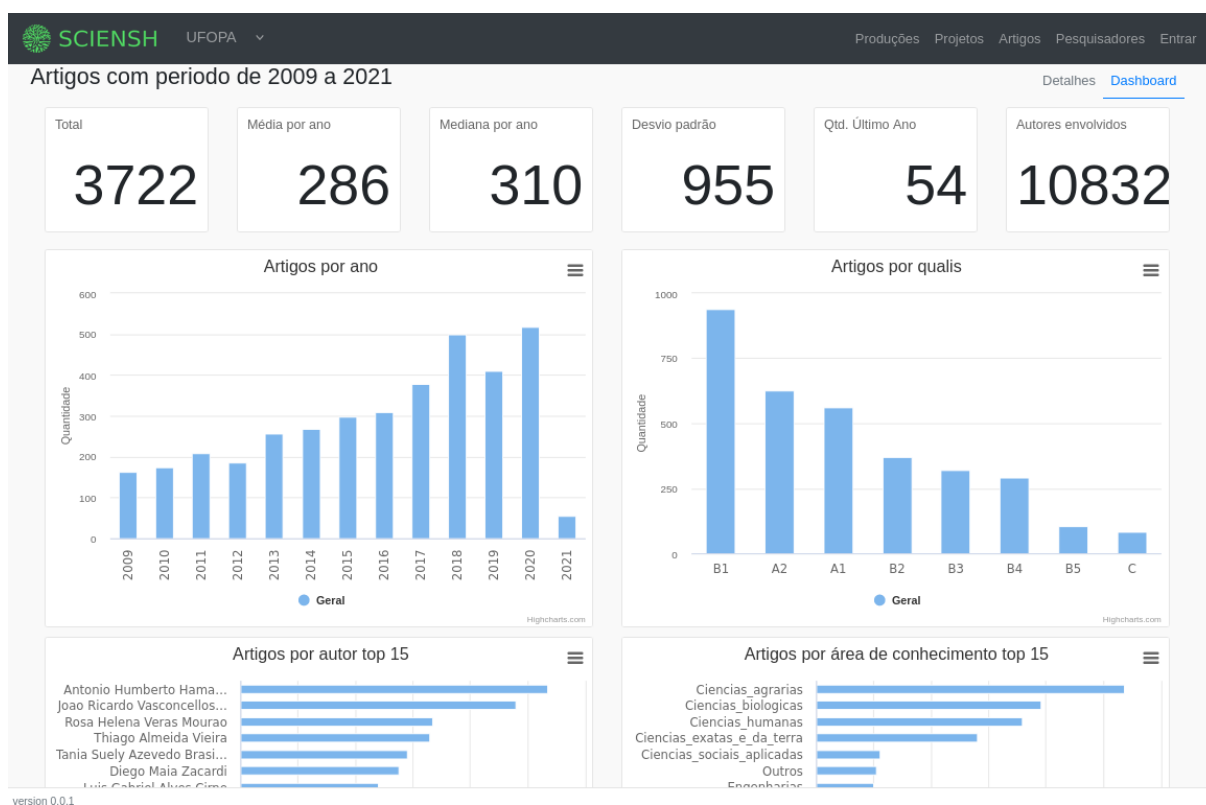 SCIENSH UFOPA Produções Projetos Artigos Pesquisadores Entrar
Artigos com periodo de 2009 a 2021
Detalhes Dashboard
Total
3722
Média por ano
286
Mediana por ano
310
Desvio padrão
955
Qtd. Último Ano
54
Autores envolvidos
10832
Artigos por ano
Quantidade
600
500
400
300
200
100
0
2009 2010 2011 2012 2013 2014 2015 2016 2017 2018 2019 2020 2021
Geral
Highcharts.com
Artigos por qualis
Quantidade
1000
750
500
250
0
B1 A2 A1 B2 B3 B4 B5 C
Geral
Highcharts.com
Artigos por autor top 15
Antonio Humberto Hama...
Joao Ricardo Vasconcellos...
Rosa Helena Veras Mourao
Thiago Almeida Vieira
Tania Suely Azevedo Brasi...
Diego Maia Zacardi
Luis Gabriel Alves Cirne
Artigos por área de conhecimento top 15
Ciencias_agrarias
Ciencias_biologicas
Ciencias_humanas
Ciencias_exatas_e_da_terra
Ciencias_sociais_aplicadas
Outros
Engenharias
version 0.0.1